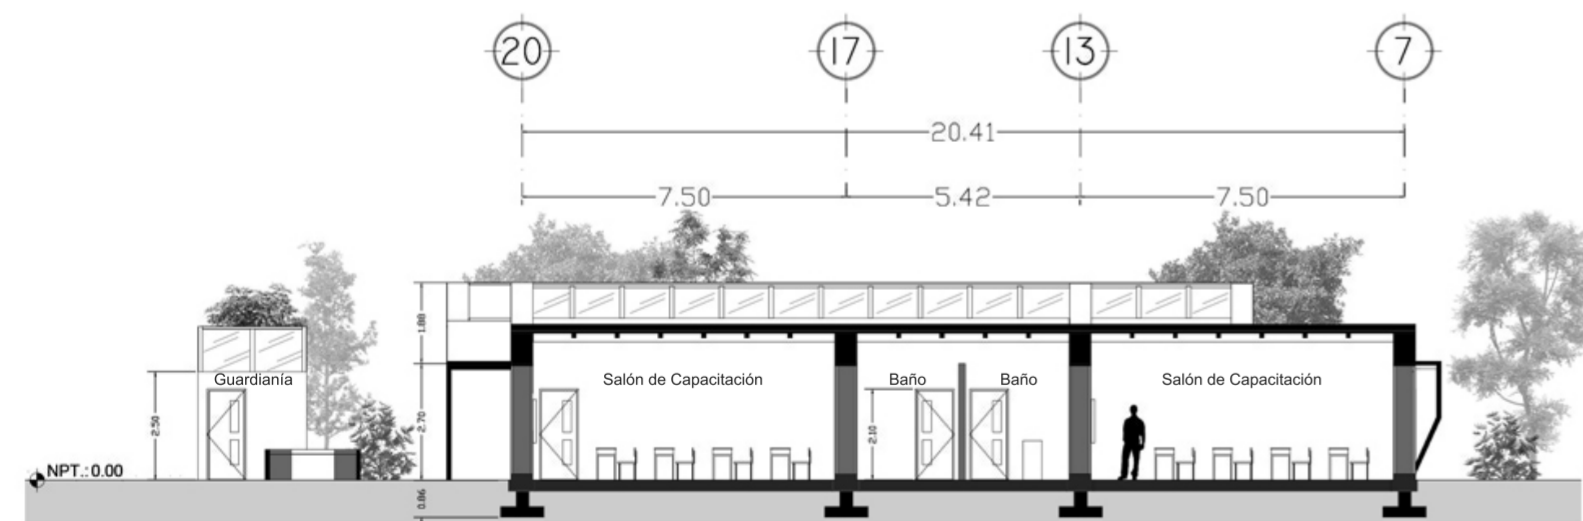 20 17 13 7
20.41
7.50 5.42 7.50
1.88
Guardianía Salón de Capacitación Baño Baño Salón de Capacitación
2.50
2.70
2.10
NPT.: 0.00
0.86